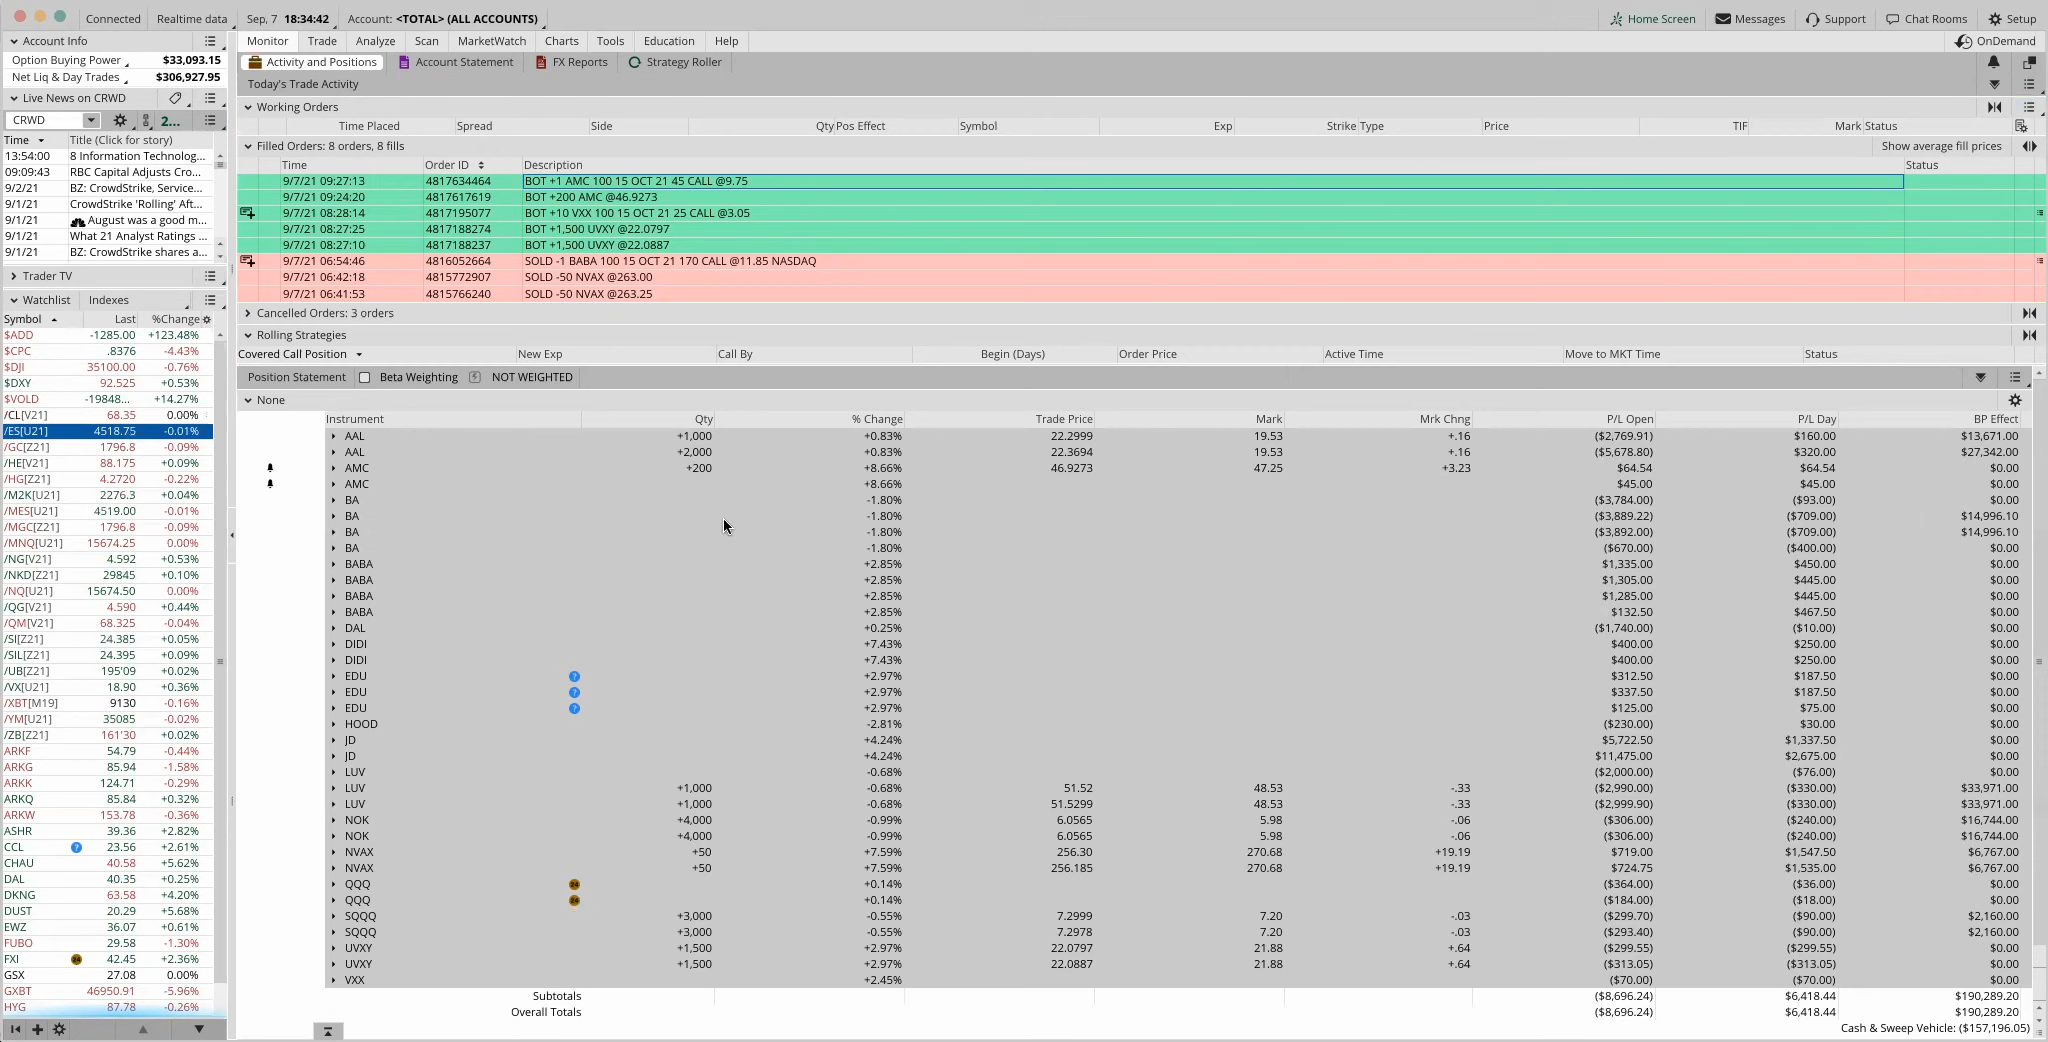 Connected Realtime data Sep, 7 18:34:42 Account: <TOTAL> (ALL ACCOUNTS) Home Screen Messages Support Chat Rooms Setup
Account Info
Option Buying Power $33,093.15
Net Liq & Day Trades $306,927.95
Live News on CRWD
CRWD 2...
Time Title (Click for story)
13:54:00 8 Information Technolog...
09:09:43 RBC Capital Adjusts Cro...
9/2/21 BZ: CrowdStrike, Service...
9/1/21 CrowdStrike 'Rolling' Aft...
9/1/21 August was a good m...
9/1/21 What 21 Analyst Ratings ...
9/1/21 BZ: CrowdStrike shares a...
Trader TV
Watchlist Indexes
Symbol Last %Change
$ADD -1285.00 +123.48%
$CPC .8376 -4.43%
$DJI 35100.00 -0.76%
$DXY 92.525 +0.53%
$VOLD -19848... +14.27%
/CL[V21] 68.35 0.00%
/ES[U21] 4518.75 -0.01%
/GC[Z21] 1796.8 -0.09%
/HE[V21] 88.175 +0.09%
/HG[Z21] 4.2720 -0.22%
/M2K[U21] 2276.3 +0.04%
/MES[U21] 4519.00 -0.01%
/MGC[Z21] 1796.8 -0.09%
/MNQ[U21] 15674.25 0.00%
/NG[V21] 4.592 +0.53%
/NKD[Z21] 29845 +0.10%
/NQ[U21] 15674.50 0.00%
/QG[V21] 4.590 +0.44%
/QM[V21] 68.325 -0.04%
/SI[Z21] 24.385 +0.05%
/SIL[Z21] 24.395 +0.09%
/UB[Z21] 195'09 +0.02%
/VX[U21] 18.90 +0.36%
/XBT[M19] 9130 -0.16%
/YM[U21] 35085 -0.02%
/ZB[Z21] 161'30 +0.02%
ARKF 54.79 -0.44%
ARKG 85.94 -1.58%
ARKK 124.71 -0.29%
ARKQ 85.84 +0.32%
ARKW 153.78 -0.36%
ASHR 39.36 +2.82%
CCL 23.56 +2.61%
CHAU 40.58 +5.62%
DAL 40.35 +0.25%
DKNG 63.58 +4.20%
DUST 20.29 +5.68%
EWZ 36.07 +0.61%
FUBO 29.58 -1.30%
FXI 42.45 +2.36%
GSX 27.08 0.00%
GXBT 46950.91 -5.96%
HYG 87.78 -0.26%
Monitor Trade Analyze Scan MarketWatch Charts Tools Education Help OnDemand
Activity and Positions Account Statement FX Reports Strategy Roller
Today's Trade Activity
Working Orders
Time Placed Spread Side Qty Pos Effect Symbol Exp Strike Type Price TIF Mark Status
Filled Orders: 8 orders, 8 fills Show average fill prices
Time Order ID Description Status
9/7/21 09:27:13 4817634464 BOT +1 AMC 100 15 OCT 21 45 CALL @9.75
9/7/21 09:24:20 4817617619 BOT +200 AMC @46.9273
9/7/21 08:28:14 4817195077 BOT +10 VXX 100 15 OCT 21 25 CALL @3.05
9/7/21 08:27:25 4817188274 BOT +1,500 UVXY @22.0797
9/7/21 08:27:10 4817188237 BOT +1,500 UVXY @22.0887
9/7/21 06:54:46 4816052664 SOLD -1 BABA 100 15 OCT 21 170 CALL @11.85 NASDAQ
9/7/21 06:42:18 4815772907 SOLD -50 NVAX @263.00
9/7/21 06:41:53 4815766240 SOLD -50 NVAX @263.25
Cancelled Orders: 3 orders
Rolling Strategies
Covered Call Position New Exp Call By Begin (Days) Order Price Active Time Move to MKT Time Status
Position Statement Beta Weighting NOT WEIGHTED
None
Instrument Qty % Change Trade Price Mark Mrk Chng P/L Open P/L Day BP Effect
AAL +1,000 +0.83% 22.2999 19.53 +.16 ($2,769.91) $160.00 $13,671.00
AAL +2,000 +0.83% 22.3694 19.53 +.16 ($5,678.80) $320.00 $27,342.00
AMC +200 +8.66% 46.9273 47.25 +3.23 $64.54 $64.54 $0.00
AMC +8.66% $45.00 $45.00 $0.00
BA -1.80% ($3,784.00) ($93.00) $0.00
BA -1.80% ($3,889.22) ($709.00) $14,996.10
BA -1.80% ($3,892.00) ($709.00) $14,996.10
BA -1.80% ($670.00) ($400.00) $0.00
BABA +2.85% $1,335.00 $450.00 $0.00
BABA +2.85% $1,305.00 $445.00 $0.00
BABA +2.85% $1,285.00 $445.00 $0.00
BABA +2.85% $132.50 $467.50 $0.00
DAL +0.25% ($1,740.00) ($10.00) $0.00
DIDI +7.43% $400.00 $250.00 $0.00
DIDI +7.43% $400.00 $250.00 $0.00
EDU +2.97% $312.50 $187.50 $0.00
EDU +2.97% $337.50 $187.50 $0.00
EDU +2.97% $125.00 $75.00 $0.00
HOOD -2.81% ($230.00) $30.00 $0.00
JD +4.24% $5,722.50 $1,337.50 $0.00
JD +4.24% $11,475.00 $2,675.00 $0.00
LUV -0.68% ($2,000.00) ($76.00) $0.00
LUV +1,000 -0.68% 51.52 48.53 -.33 ($2,990.00) ($330.00) $33,971.00
LUV +1,000 -0.68% 51.5299 48.53 -.33 ($2,999.90) ($330.00) $33,971.00
NOK +4,000 -0.99% 6.0565 5.98 -.06 ($306.00) ($240.00) $16,744.00
NOK +4,000 -0.99% 6.0565 5.98 -.06 ($306.00) ($240.00) $16,744.00
NVAX +50 +7.59% 256.30 270.68 +19.19 $719.00 $1,547.50 $6,767.00
NVAX +50 +7.59% 256.185 270.68 +19.19 $724.75 $1,535.00 $6,767.00
QQQ +0.14% ($364.00) ($36.00) $0.00
QQQ +0.14% ($184.00) ($18.00) $0.00
SQQQ +3,000 -0.55% 7.2999 7.20 -.03 ($299.70) ($90.00) $2,160.00
SQQQ +3,000 -0.55% 7.2978 7.20 -.03 ($293.40) ($90.00) $2,160.00
UVXY +1,500 +2.97% 22.0797 21.88 +.64 ($299.55) ($299.55) $0.00
UVXY +1,500 +2.97% 22.0887 21.88 +.64 ($313.05) ($313.05) $0.00
VXX +2.45% ($70.00) ($70.00) $0.00
Subtotals ($8,696.24) $6,418.44 $190,289.20
Overall Totals ($8,696.24) $6,418.44 $190,289.20
Cash & Sweep Vehicle: ($157,196.05)